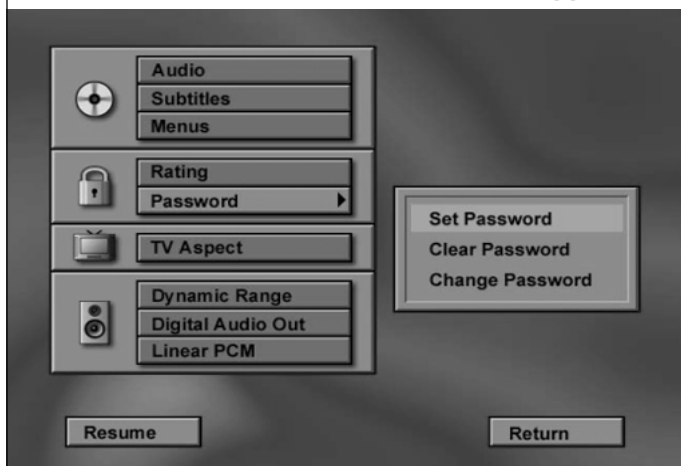 Audio
Subtitles
Menus
Rating
Password
TV Aspect
Dynamic Range
Digital Audio Out
Linear PCM
Set Password
Clear Password
Change Password
Resume
Return